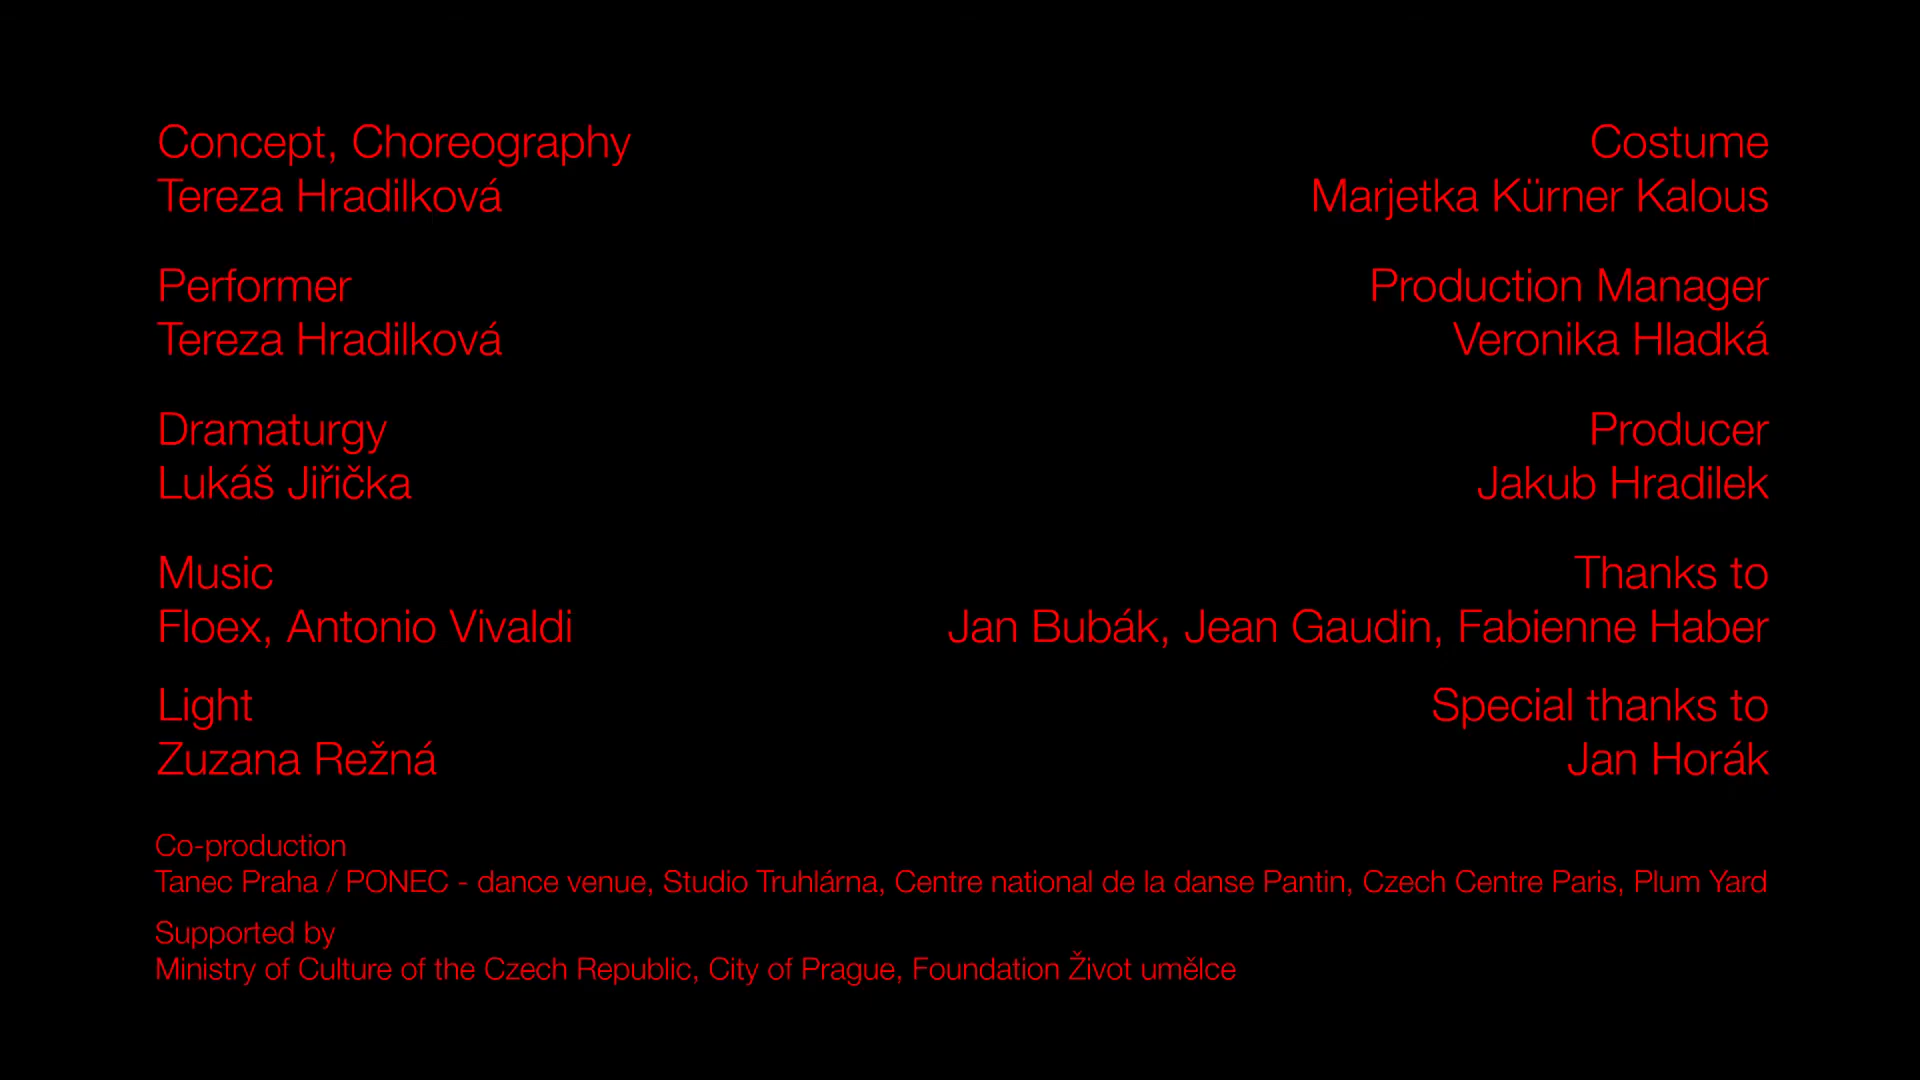 Concept, Choreography
Tereza Hradilková
Performer
Tereza Hradilková
Dramaturgy
Lukáš Jiřička
Music
Floex, Antonio Vivaldi
Light
Zuzana Režná
Costume
Marjetka Kürner Kalous
Production Manager
Veronika Hladká
Producer
Jakub Hradilek
Thanks to
Jan Bubák, Jean Gaudin, Fabienne Haber
Special thanks to
Jan Horák
Co-production
Tanec Praha / PONEC - dance venue, Studio Truhlárna, Centre national de la danse Pantin, Czech Centre Paris, Plum Yard
Supported by
Ministry of Culture of the Czech Republic, City of Prague, Foundation Život umělce